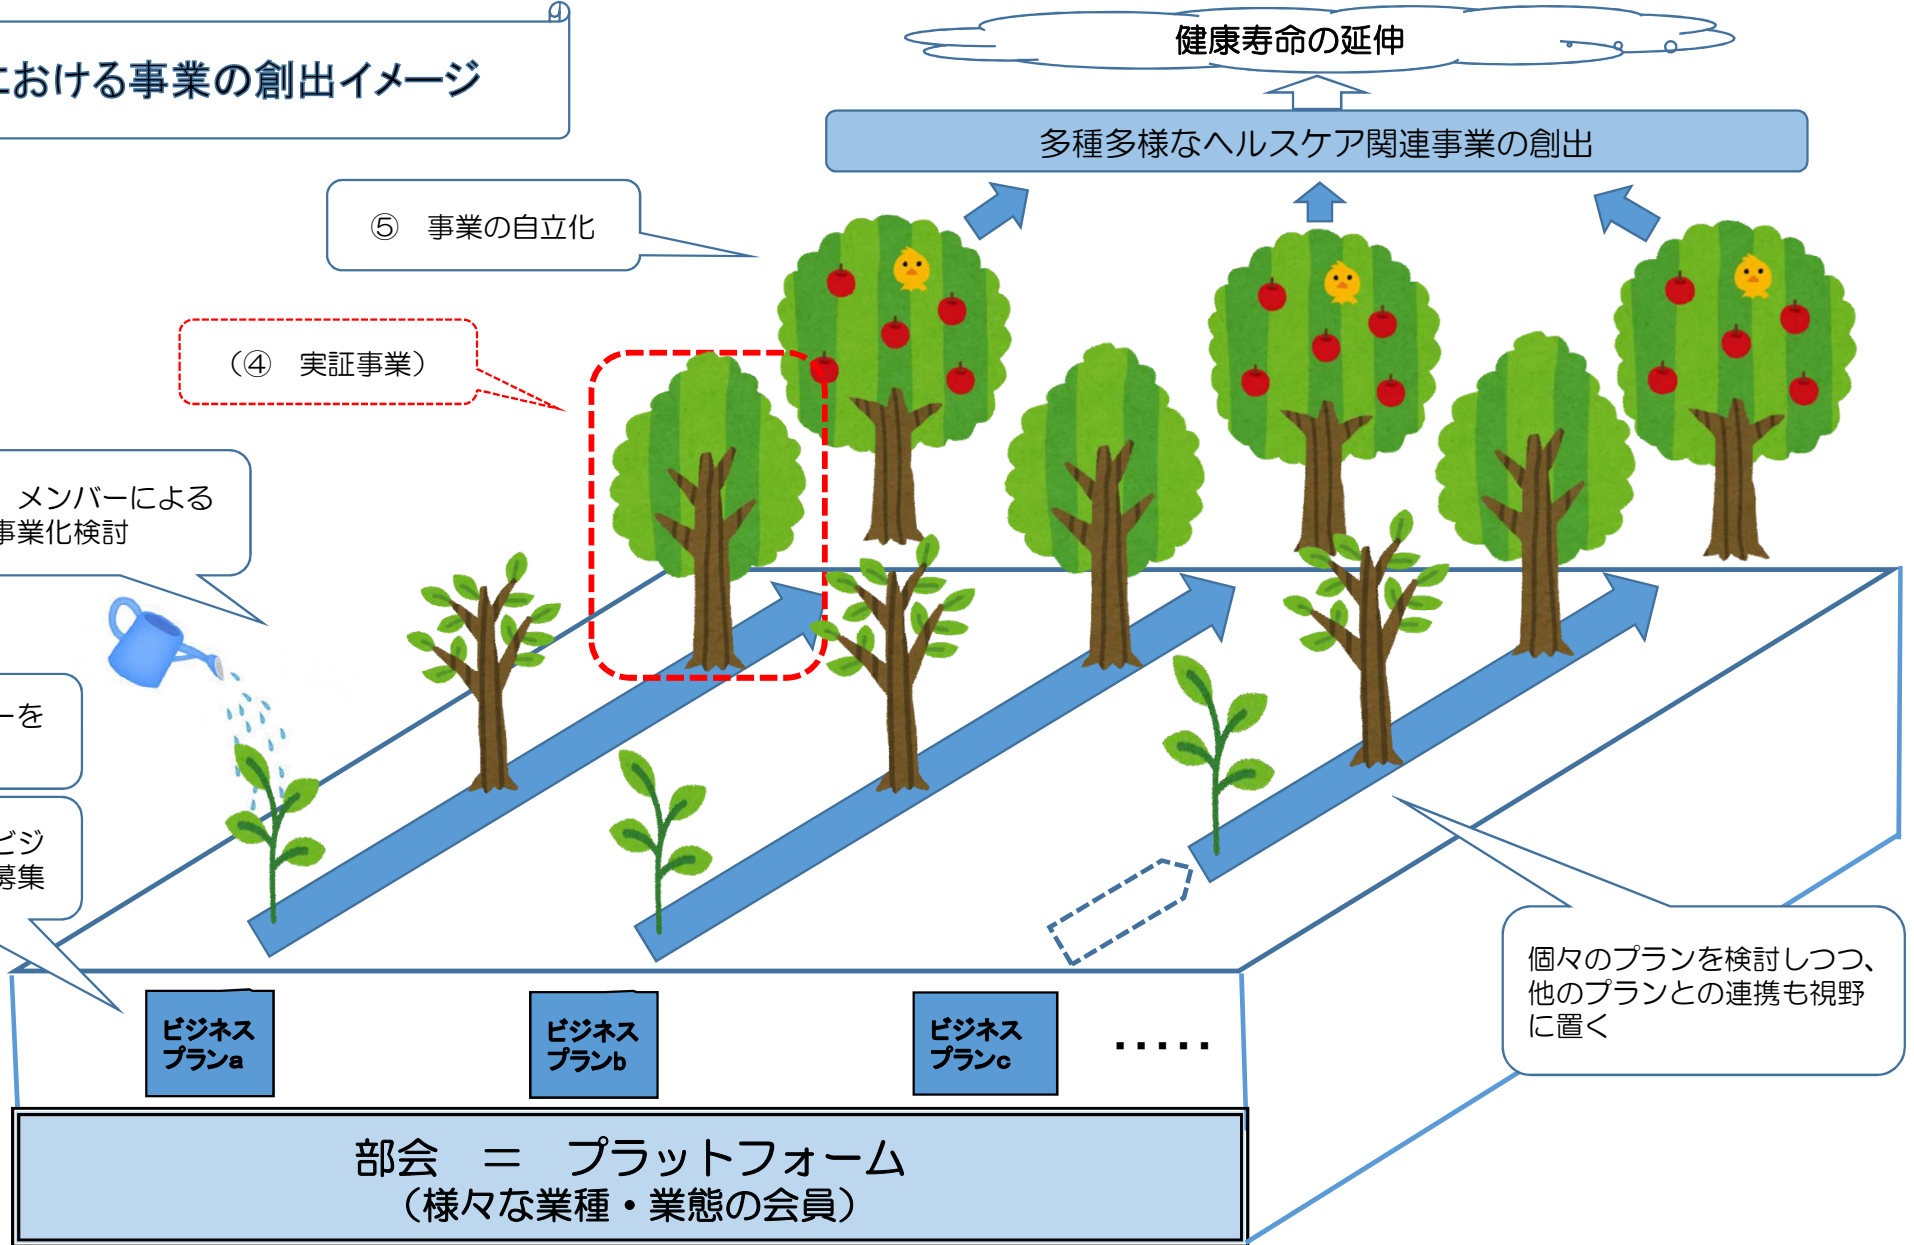 における事業の創出イメージ
健康寿命の延伸
多種多様なヘルスケア関連事業の創出
⑤　事業の自立化
（④　実証事業）
メンバーによる
事業化検討
ーを
ビジ
募集
個々のプランを検討しつつ、
他のプランとの連携も視野
に置く
ビジネス
プランa
ビジネス
プランb
ビジネス
プランc
・・・・・
部会　＝　プラットフォーム
（様々な業種・業態の会員）